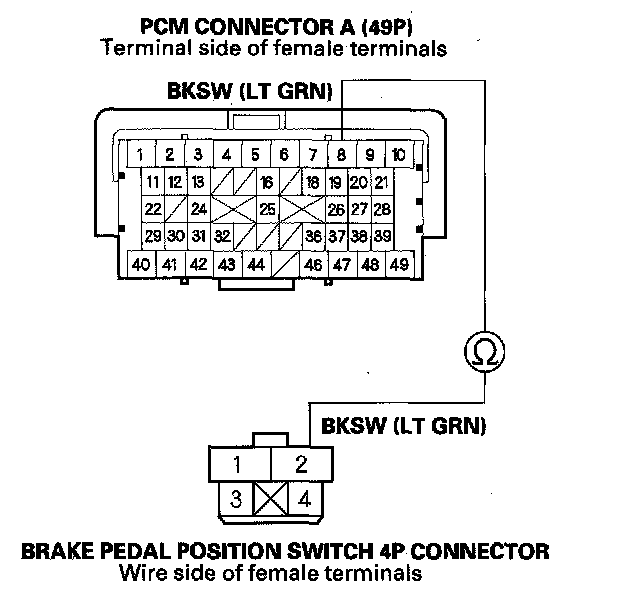 PCM CONNECTOR A (49P)
Terminal side of female terminals
BKSW (LT GRN)
1 2 3 4 5 6 7 8 9 10
11 12 13 16 18 19 20 21
22 24 25 26 27 28
29 30 31 32 36 37 38 39
40 41 42 43 44 46 47 48 49
Ω
BKSW (LT GRN)
1 2
3 4
BRAKE PEDAL POSITION SWITCH 4P CONNECTOR
Wire side of female terminals